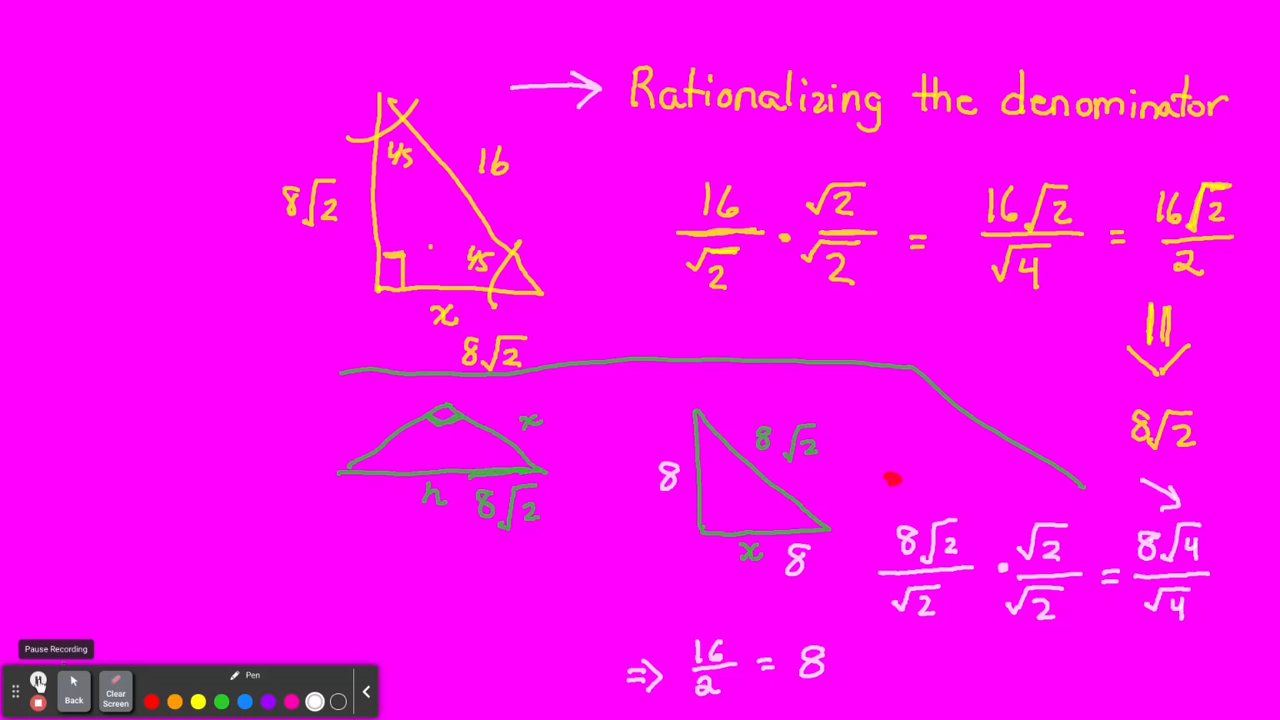 Rationalizing the denominator
45
16
8√2
45
x
8√2
16/√2 · √2/√2 = 16√2/√4 = 16√2/2
8√2
x
h 8√2
8
8√2
x 8
8√2/√2 · √2/√2 = 8√4/√4
⇒ 16/2 = 8
Pause Recording
Back
Clear
Screen
Pen